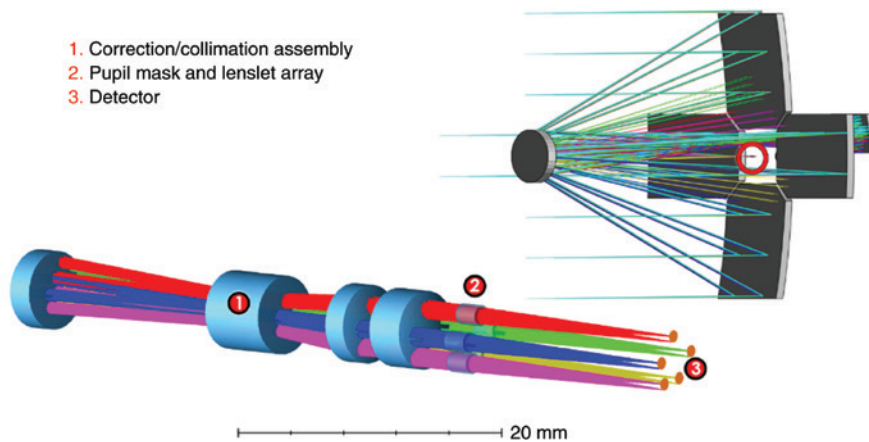 1. Correction/collimation assembly
2. Pupil mask and lenslet array
3. Detector
1
2
3
20 mm